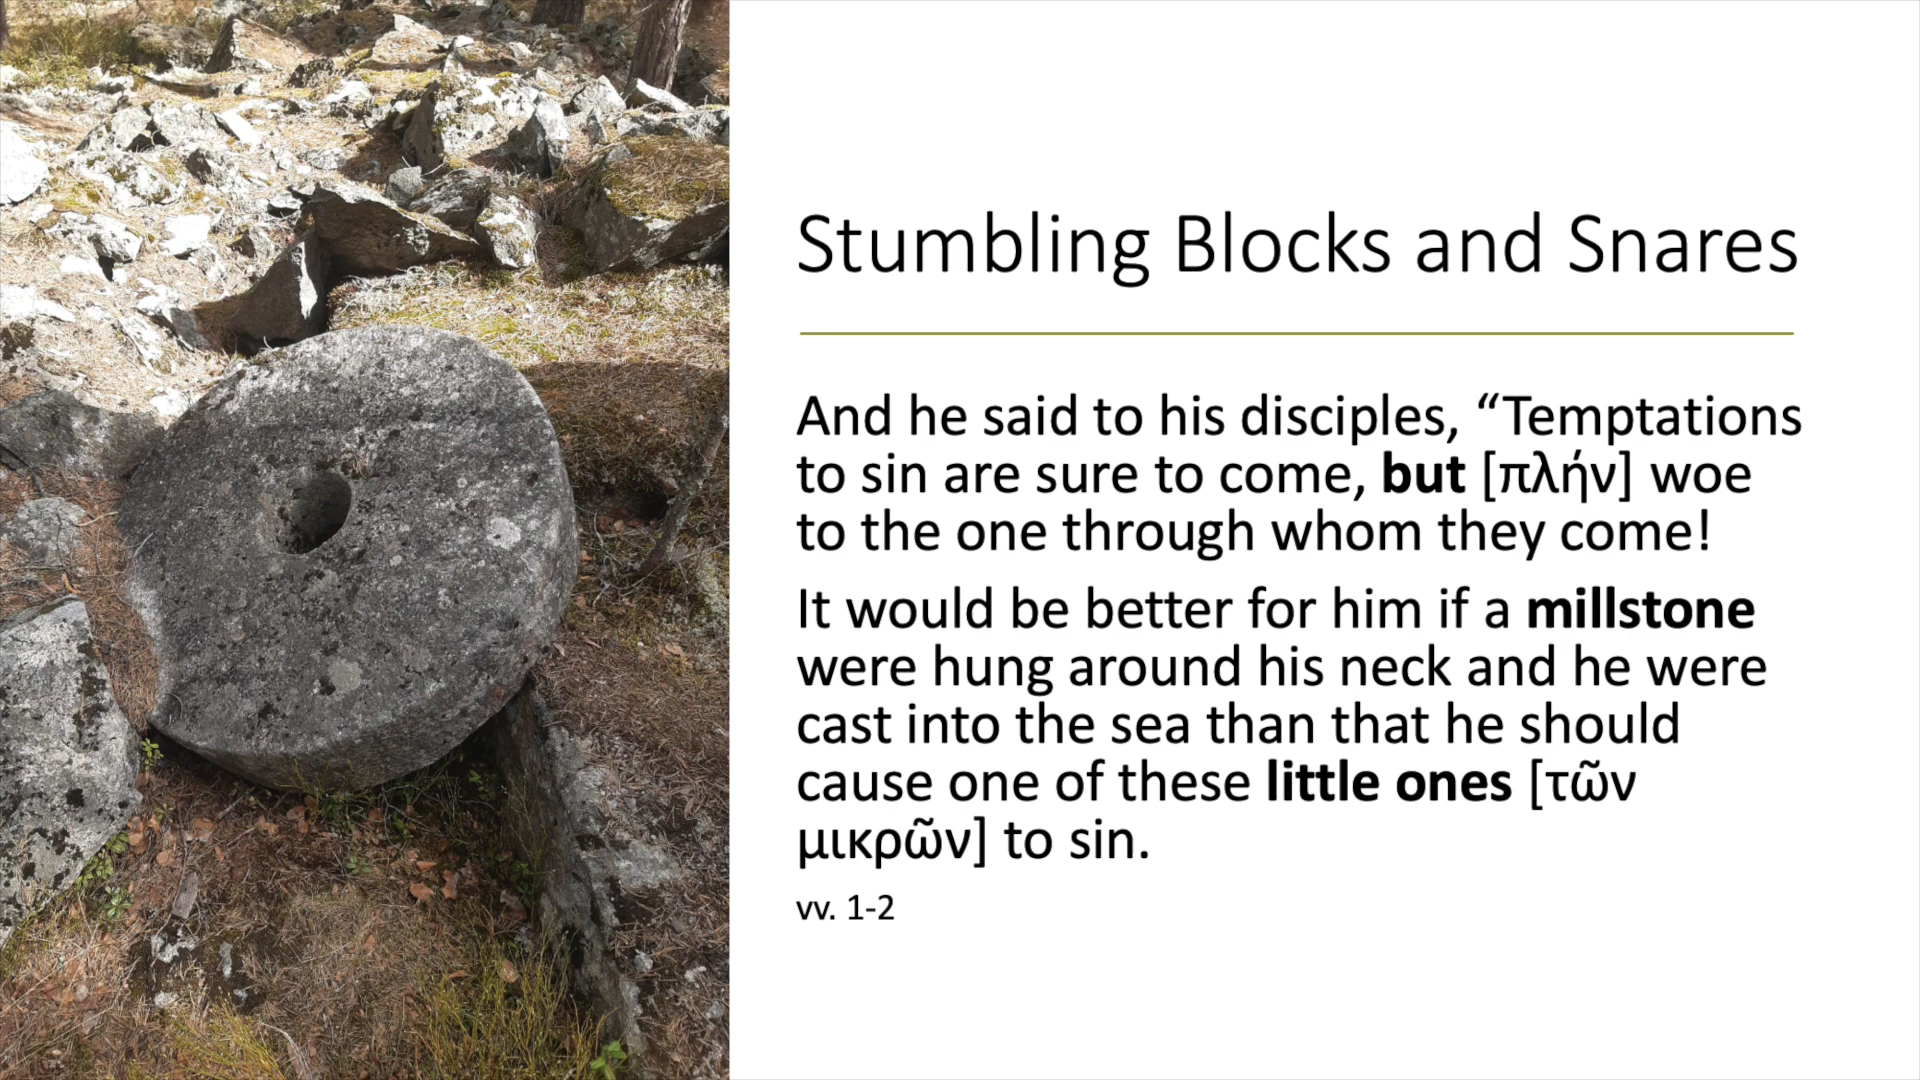 Stumbling Blocks and Snares
And he said to his disciples, “Temptations
to sin are sure to come, but [πλήν] woe
to the one through whom they come!
It would be better for him if a millstone
were hung around his neck and he were
cast into the sea than that he should
cause one of these little ones [τῶν
μικρῶν] to sin.
vv. 1-2